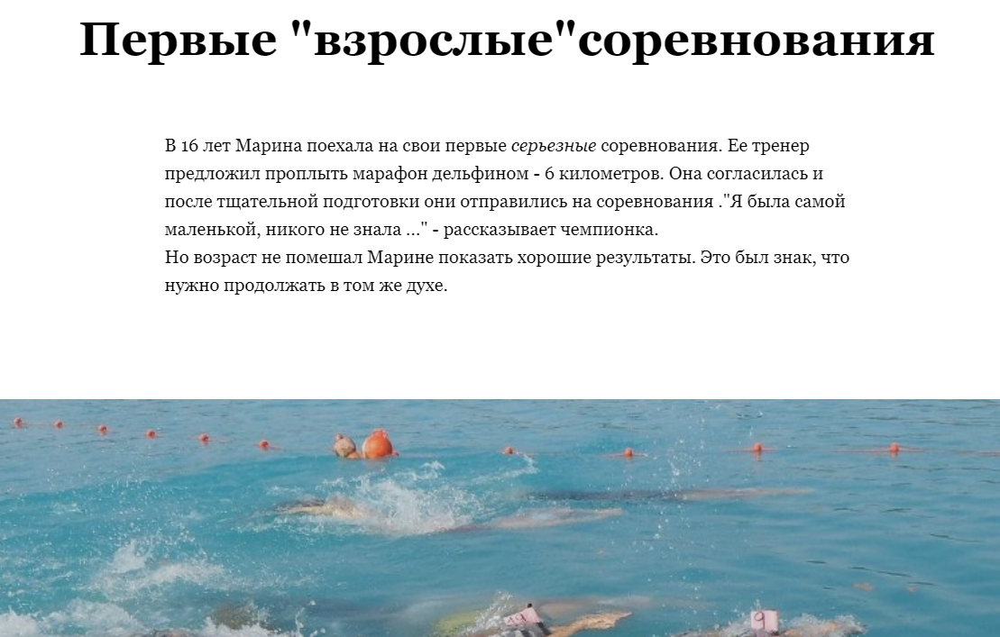 Первые "взрослые"соревнования
В 16 лет Марина поехала на свои первые серьезные соревнования. Ее тренер
предложил проплыть марафон дельфином - 6 километров. Она согласилась и
после тщательной подготовки они отправились на соревнования ."Я была самой
маленькой, никого не знала ..." - рассказывает чемпионка.
Но возраст не помешал Марине показать хорошие результаты. Это был знак, что
нужно продолжать в том же духе.